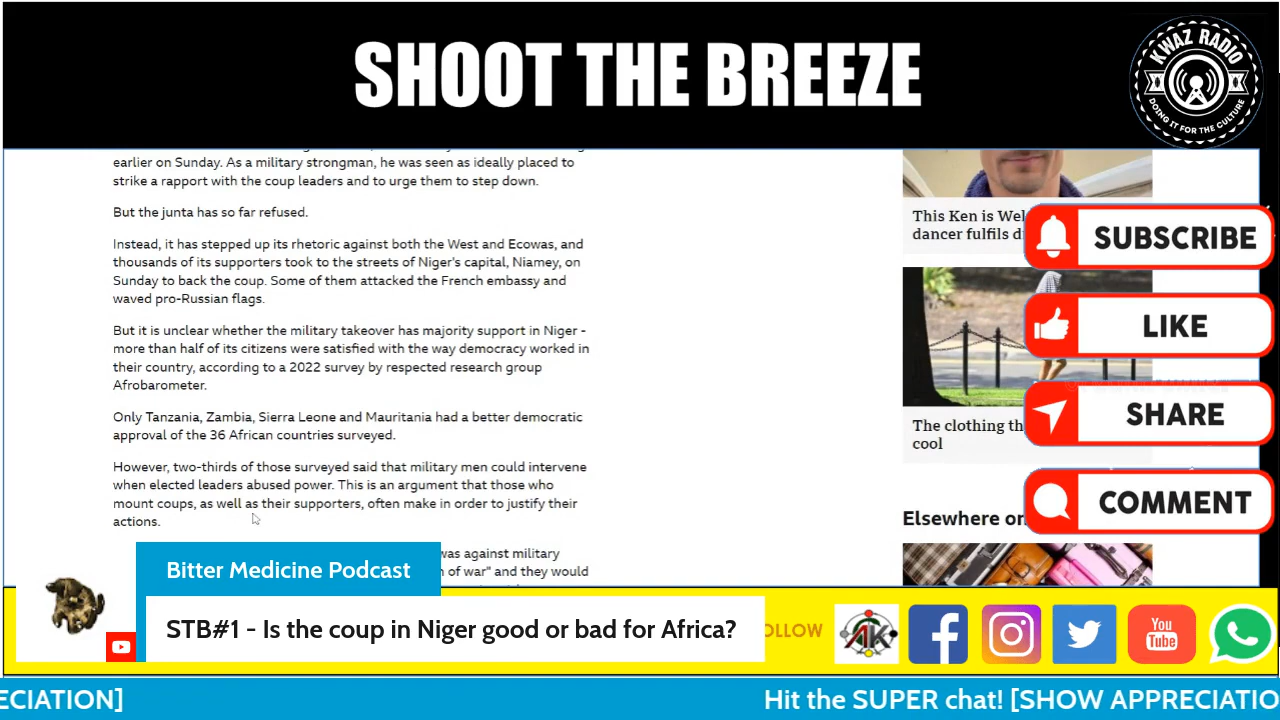 SHOOT THE BREEZE
KWAZ RADIO
DOING IT FOR THE CULTURE
earlier on Sunday. As a military strongman, he was seen as ideally placed to
strike a rapport with the coup leaders and to urge them to step down.
But the junta has so far refused.
Instead, it has stepped up its rhetoric against both the West and Ecowas, and
thousands of its supporters took to the streets of Niger's capital, Niamey, on
Sunday to back the coup. Some of them attacked the French embassy and
waved pro-Russian flags.
But it is unclear whether the military takeover has majority support in Niger -
more than half of its citizens were satisfied with the way democracy worked in
their country, according to a 2022 survey by respected research group
Afrobarometer.
Only Tanzania, Zambia, Sierra Leone and Mauritania had a better democratic
approval of the 36 African countries surveyed.
However, two-thirds of those surveyed said that military men could intervene
when elected leaders abused power. This is an argument that those who
mount coups, as well as their supporters, often make in order to justify their
actions.
was against military
of war" and they would
This Ken is Wel
dancer fulfils d
The clothing th
cool
Elsewhere on
SUBSCRIBE
LIKE
SHARE
COMMENT
Bitter Medicine Podcast
STB#1 - Is the coup in Niger good or bad for Africa?
OLLOW
AK
You
Tube
ECIATION]
Hit the SUPER chat! [SHOW APPRECIATIO